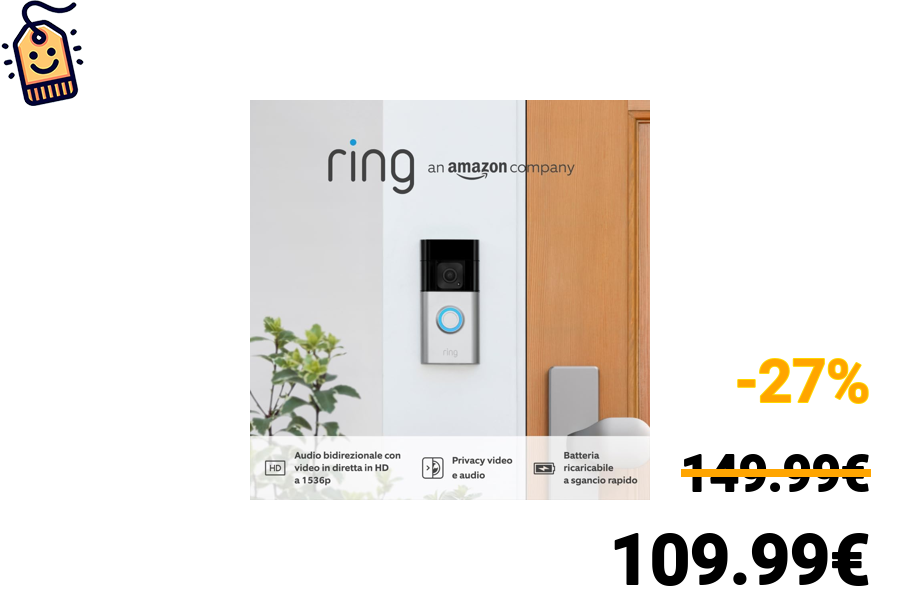 ring an amazon company
ring
Audio bidirezionale con
video in diretta in HD
a 1536p
HD
Privacy video
e audio
Batteria
ricaricabile
a sgancio rapido
-27%
149.99€
109.99€